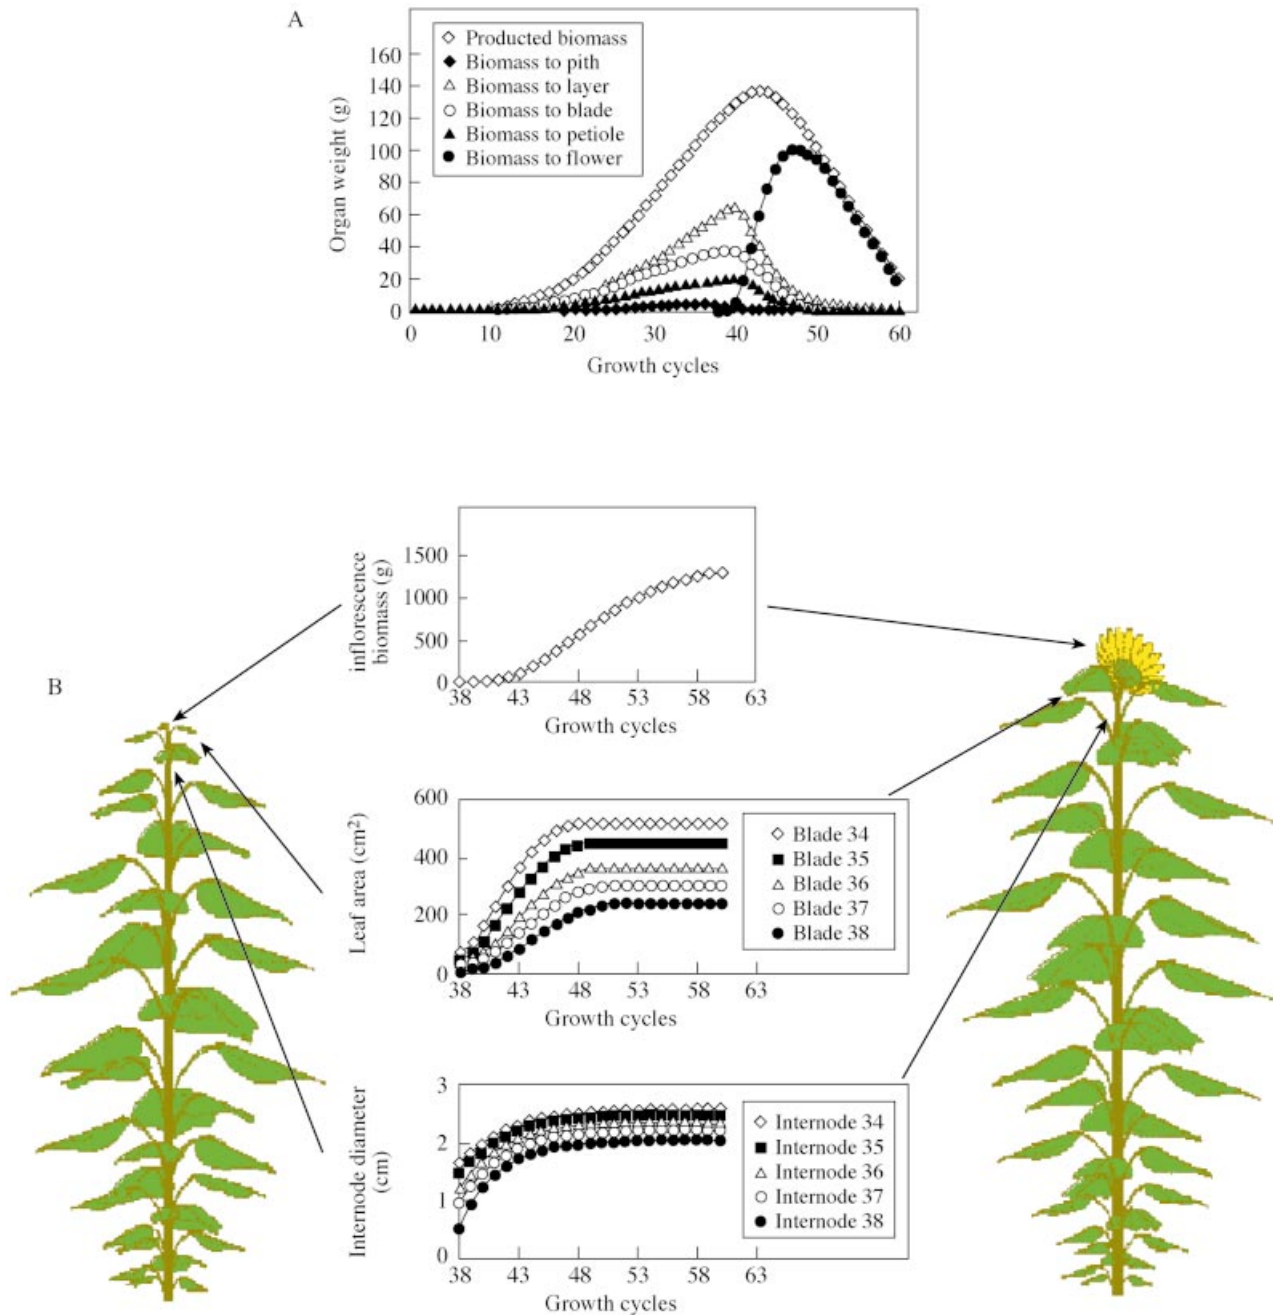 A
Organ weight (g)
160
140
120
100
80
60
40
20
0
Producted biomass
Biomass to pith
Biomass to layer
Biomass to blade
Biomass to petiole
Biomass to flower
0 10 20 30 40 50 60
Growth cycles
B
inflorescence
biomass (g)
1500
1000
500
0
38 43 48 53 58 63
Growth cycles
Leaf area (cm²)
600
400
200
0
Blade 34
Blade 35
Blade 36
Blade 37
Blade 38
38 43 48 53 58 63
Growth cycles
Internode diameter
(cm)
3
2
1
0
Internode 34
Internode 35
Internode 36
Internode 37
Internode 38
38 43 48 53 58 63
Growth cycles